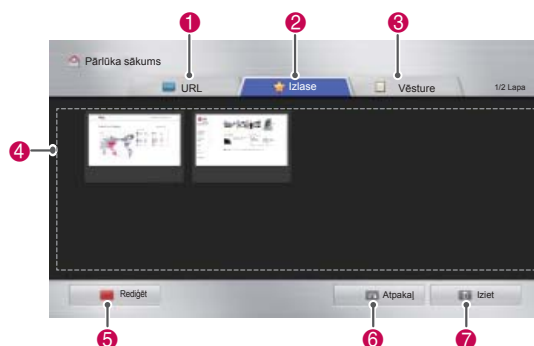 1 2 3
Pārlūka sākums
URL Izlase Vēsture 1/2 Lapa
4
Rediģēt Atpakaļ Iziet
5 6 7